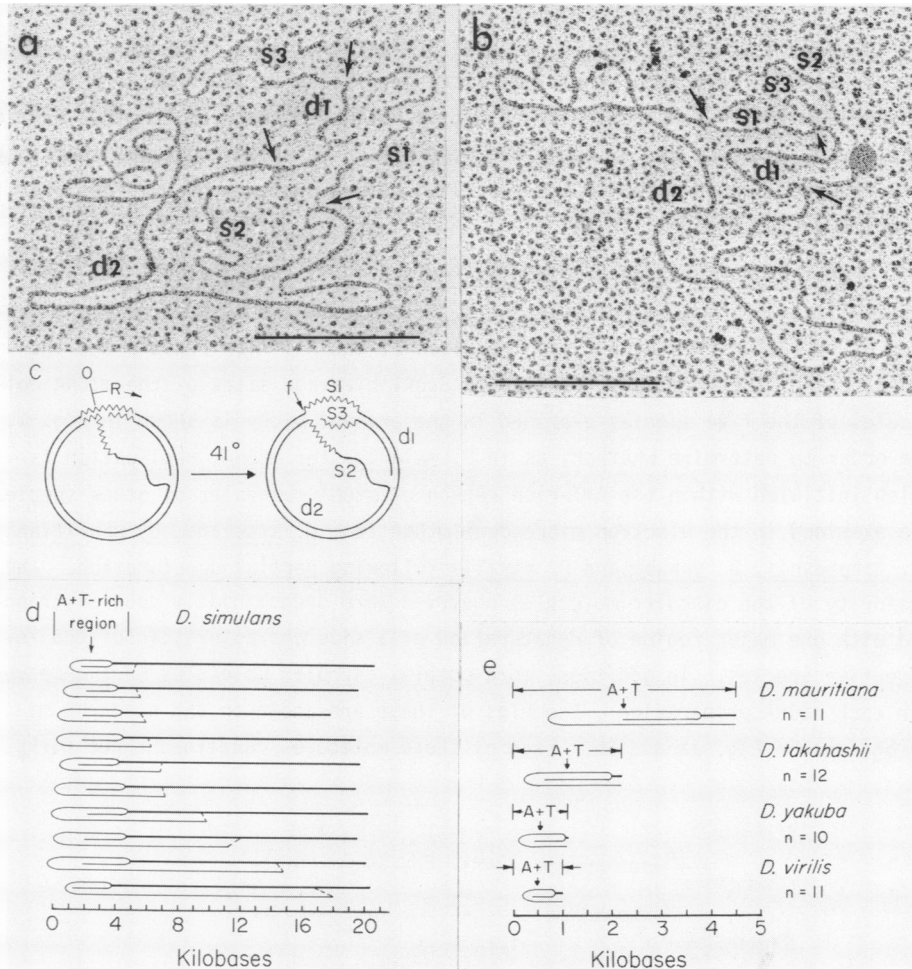 a
S3
d1
S1
S2
d2
b
S2
S3
S1
d1
d2
C
O
R
41°
f
S1
S3
d1
S2
d2
d
A+T-rich
region
D. simulans
0 4 8 12 16 20
Kilobases
e
A+T
D. mauritiana
n = 11
A+T
D. takahashii
n = 12
A+T
D. yakuba
n = 10
A+T
D. virilis
n = 11
0 1 2 3 4 5
Kilobases